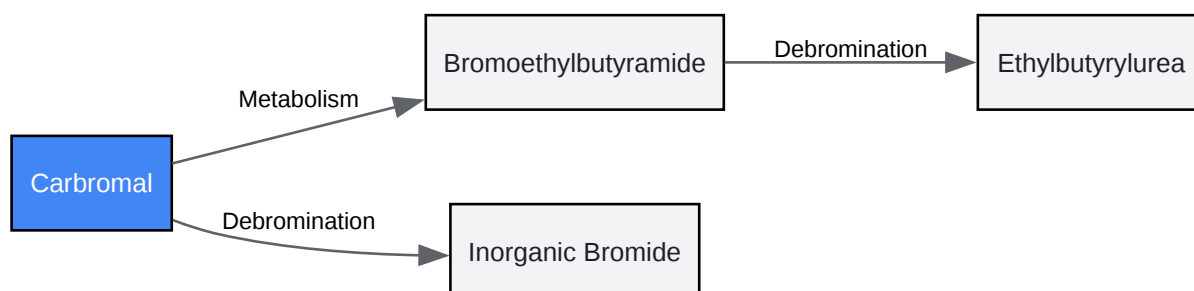 Bromoethylbutyramide
Debromination
Ethylbutyrylurea
Metabolism
Carbromal
Debromination
Inorganic Bromide